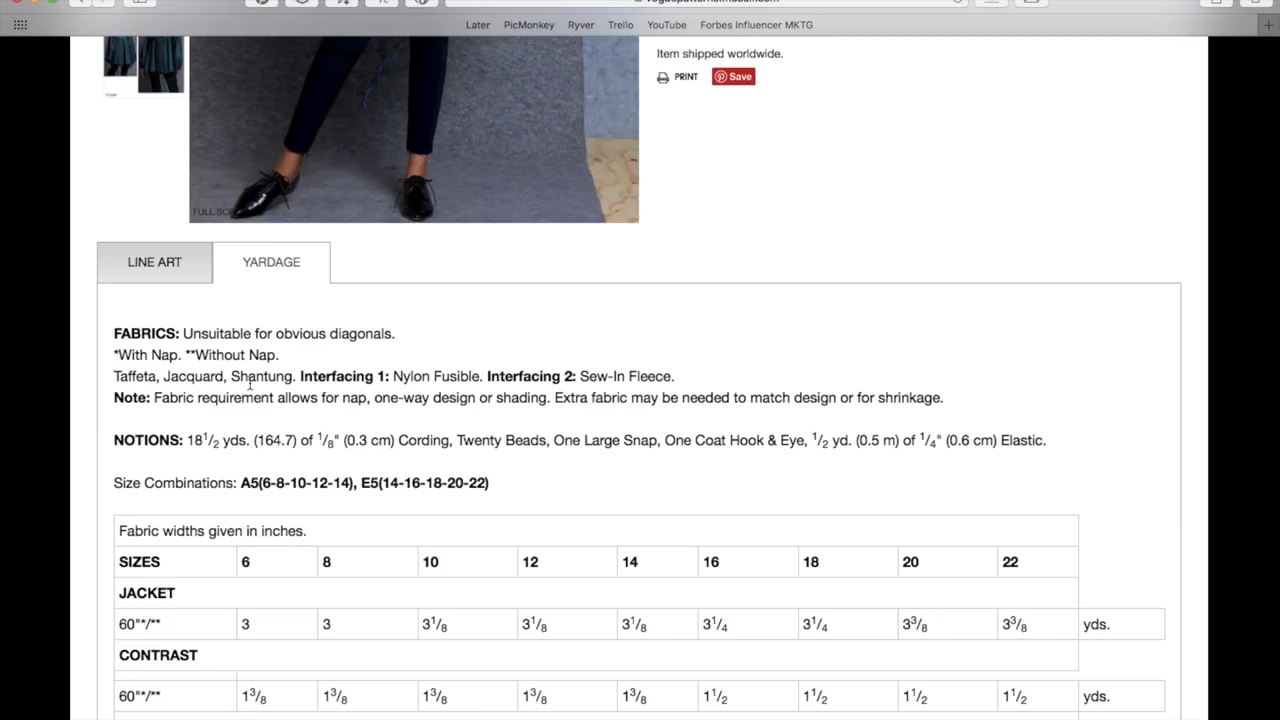 Later PicMonkey Ryver Trello YouTube Forbes Influencer MKTG
Item shipped worldwide.
PRINT Save
LINE ART YARDAGE
FABRICS: Unsuitable for obvious diagonals.
*With Nap. **Without Nap.
Taffeta, Jacquard, Shantung. Interfacing 1: Nylon Fusible. Interfacing 2: Sew-In Fleece.
Note: Fabric requirement allows for nap, one-way design or shading. Extra fabric may be needed to match design or for shrinkage.
NOTIONS: 18 1/2 yds. (164.7) of 1/8" (0.3 cm) Cording, Twenty Beads, One Large Snap, One Coat Hook & Eye, 1/2 yd. (0.5 m) of 1/4" (0.6 cm) Elastic.
Size Combinations: A5(6-8-10-12-14), E5(14-16-18-20-22)
Fabric widths given in inches.
SIZES 6 8 10 12 14 16 18 20 22
JACKET
60"*/** 3 3 3 1/8 3 1/8 3 1/8 3 1/4 3 1/4 3 3/8 3 3/8 yds.
CONTRAST
60"*/** 1 3/8 1 3/8 1 3/8 1 3/8 1 3/8 1 1/2 1 1/2 1 1/2 1 1/2 yds.